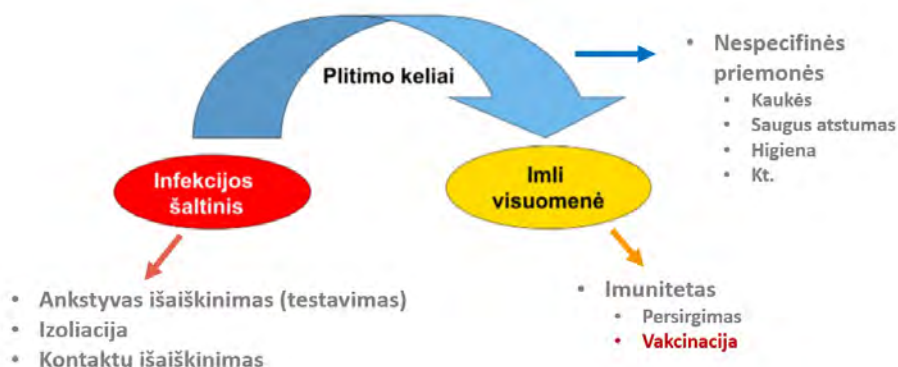 Plitimo keliai
Infekcijos
šaltinis
Imli
visuomenė
• Nespecifinės
priemonės
• Kaukės
• Saugus atstumas
• Higiena
• Kt.
• Ankstyvas išaiškinimas (testavimas)
• Izoliacija
• Kontaktų išaiškinimas
• Imunitetas
• Persirgimas
• Vakcinacija